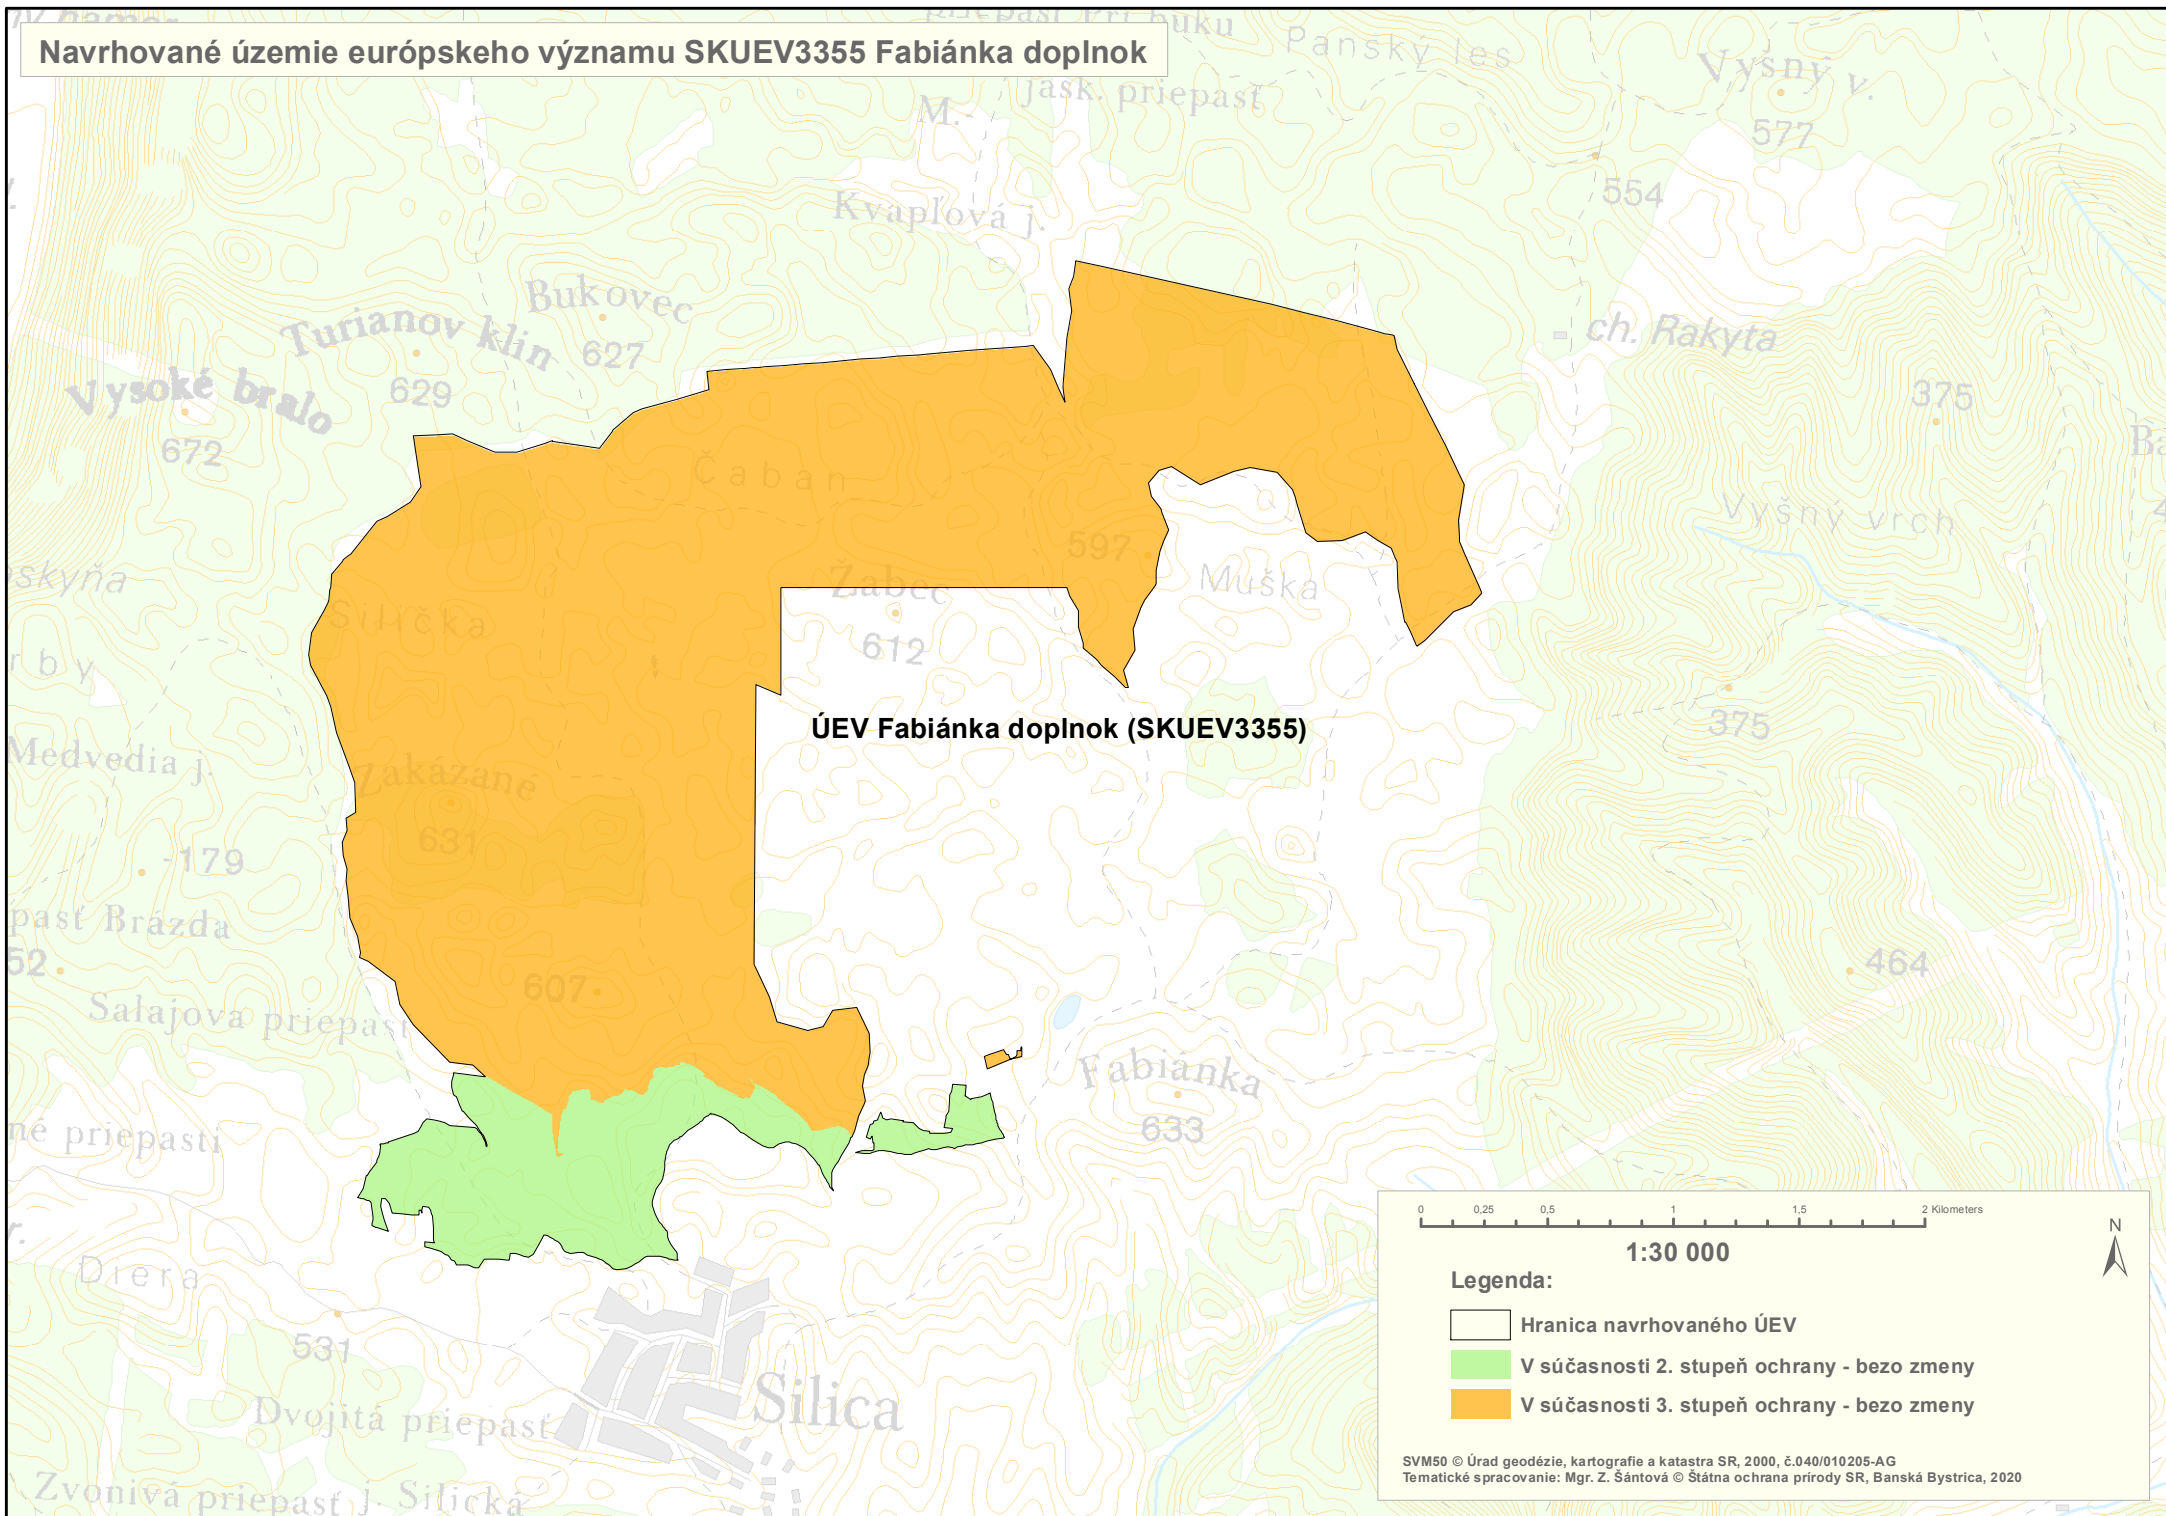 Navrhované územie európskeho významu SKUEV3355 Fabiánka doplnok
Panský les
Vyšný v.
577
jask. priepasť
M.
554
Kvapľová j.
Bukovec
627
Turianov klin
629
Vysoké bralo
672
ch. Rakyta
375
Čaban
Vyšný vrch
597
Muška
Žabec
612
Silička
375
ÚEV Fabiánka doplnok (SKUEV3355)
Medvedia j.
Zakázané
631
-179
Brázda
52
464
607
Salajova priepasť
Fabiánka
633
né priepasti
Diera
531
Silica
Dvojitá priepasť
Zvonivá priepasť j. Silická
0 0,25 0,5 1 1,5 2 Kilometers
1:30 000
N
Legenda:
Hranica navrhovaného ÚEV
V súčasnosti 2. stupeň ochrany - bezo zmeny
V súčasnosti 3. stupeň ochrany - bezo zmeny
SVM50 © Úrad geodézie, kartografie a katastra SR, 2000, č.040/010205-AG
Tematické spracovanie: Mgr. Z. Šántová © Štátna ochrana prírody SR, Banská Bystrica, 2020